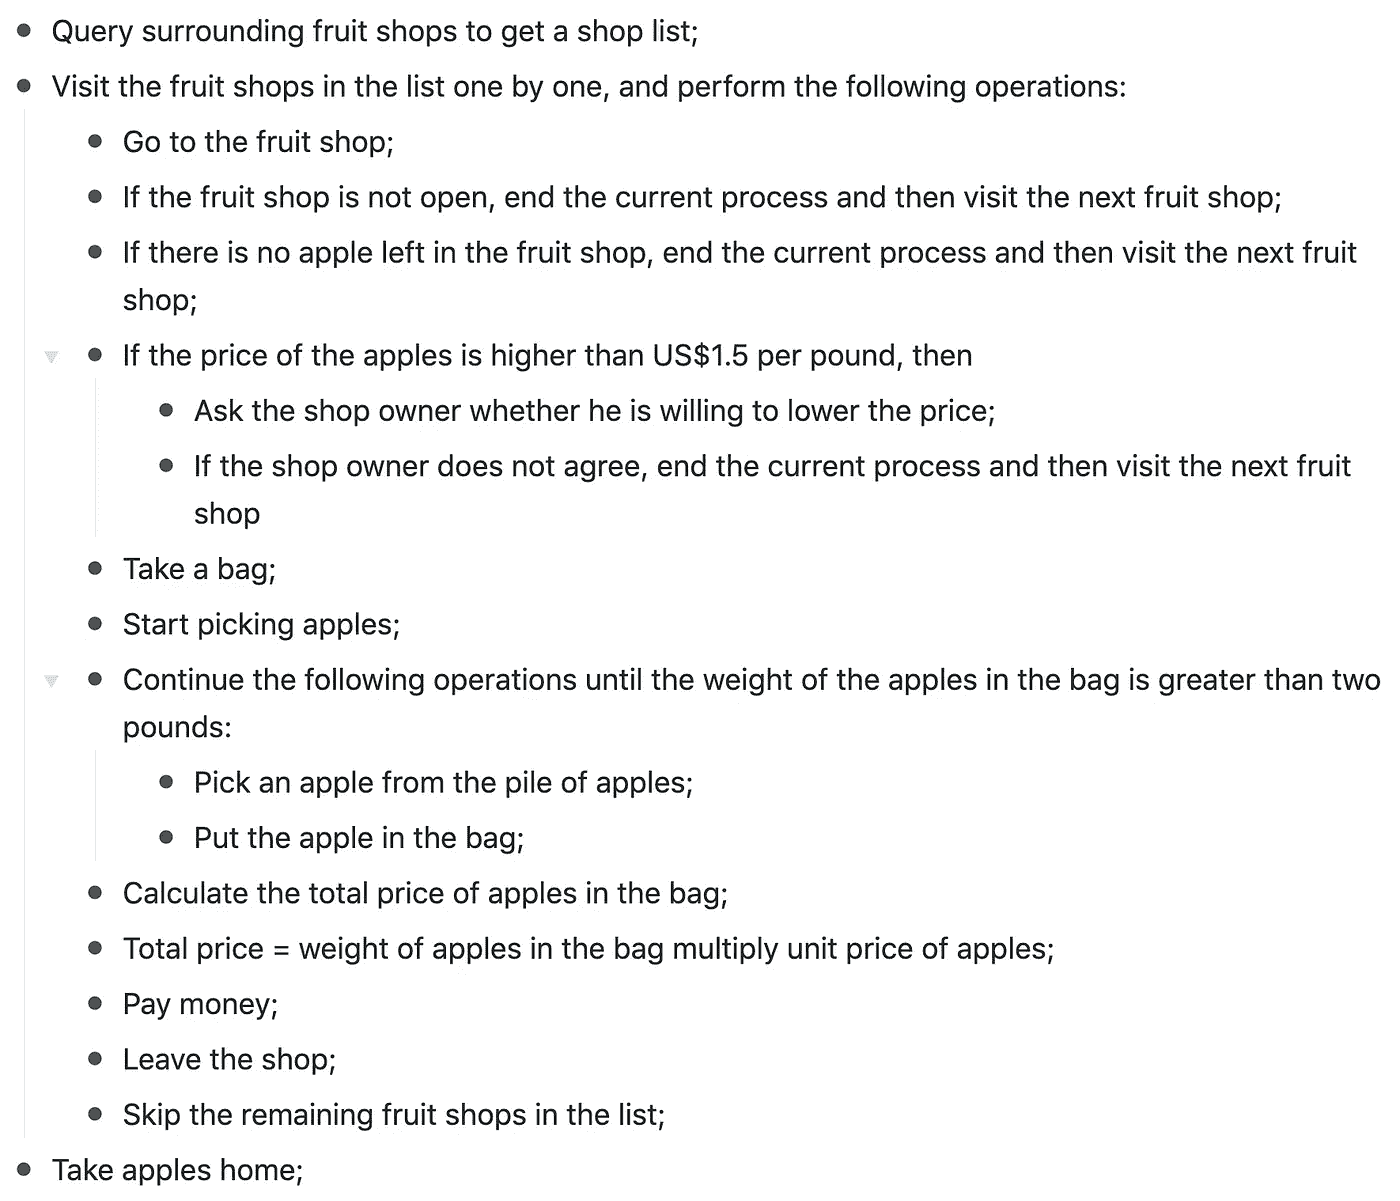 Query surrounding fruit shops to get a shop list;
Visit the fruit shops in the list one by one, and perform the following operations:
Go to the fruit shop;
If the fruit shop is not open, end the current process and then visit the next fruit shop;
If there is no apple left in the fruit shop, end the current process and then visit the next fruit
shop;
If the price of the apples is higher than US$1.5 per pound, then
Ask the shop owner whether he is willing to lower the price;
If the shop owner does not agree, end the current process and then visit the next fruit
shop
Take a bag;
Start picking apples;
Continue the following operations until the weight of the apples in the bag is greater than two
pounds:
Pick an apple from the pile of apples;
Put the apple in the bag;
Calculate the total price of apples in the bag;
Total price = weight of apples in the bag multiply unit price of apples;
Pay money;
Leave the shop;
Skip the remaining fruit shops in the list;
Take apples home;